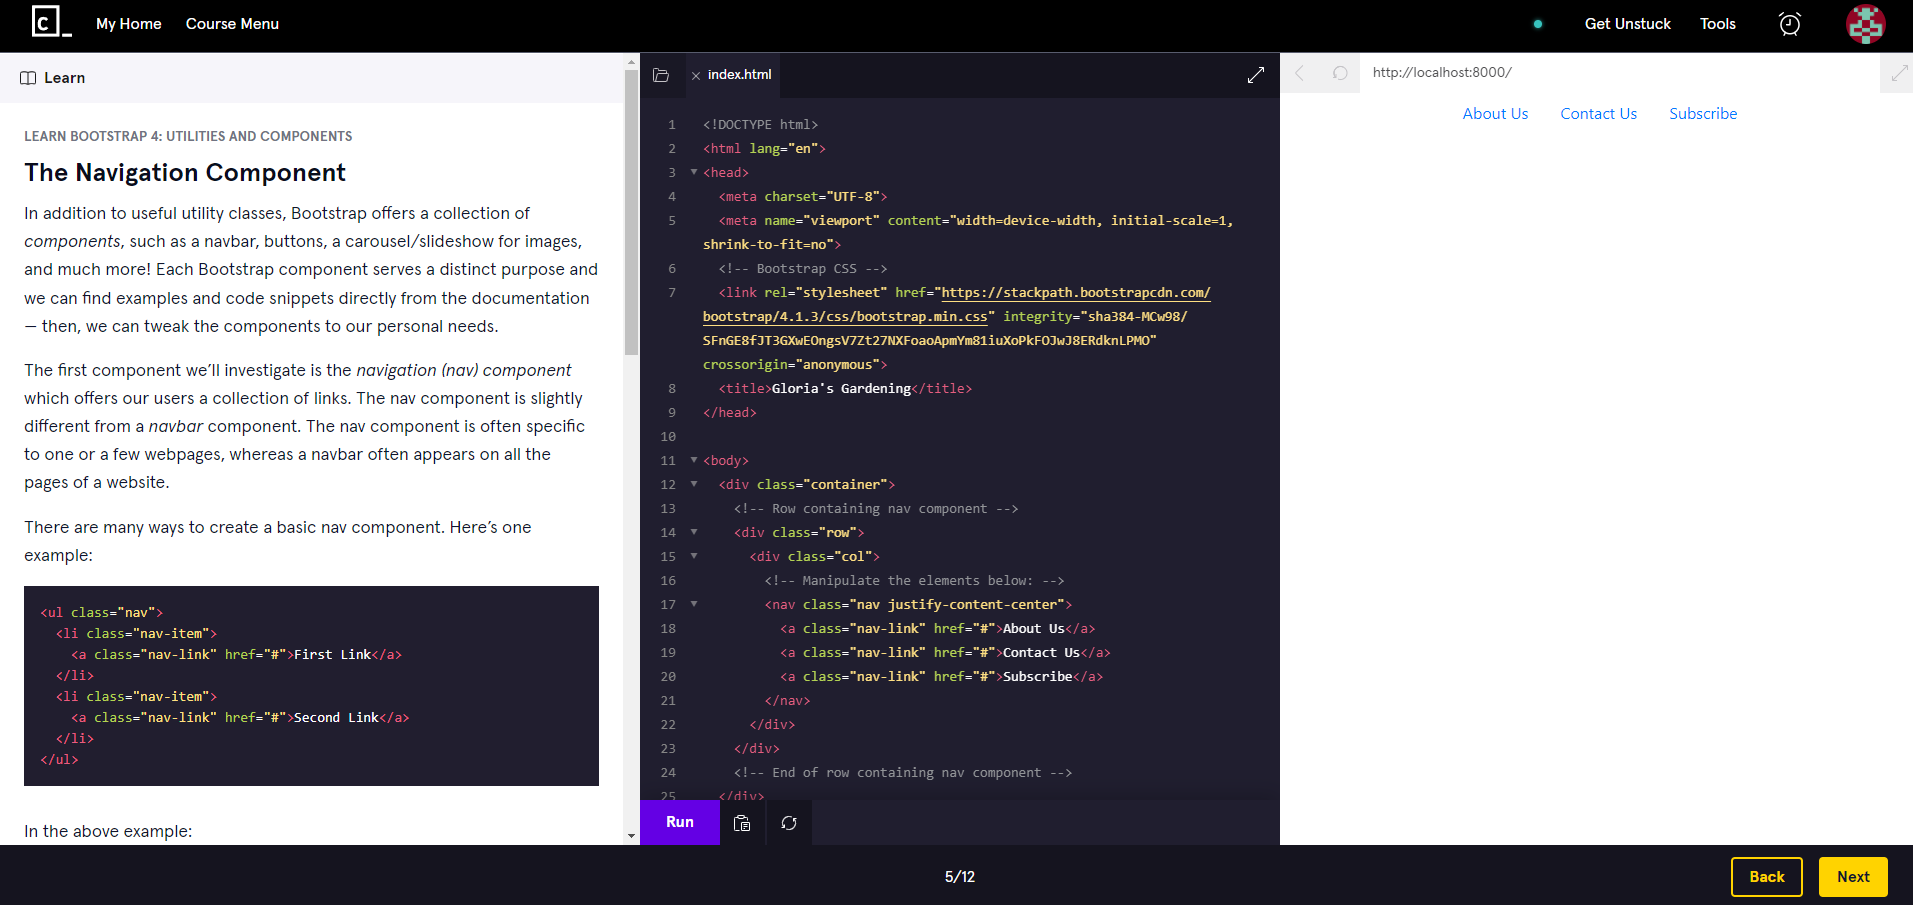 c_
My Home
Course Menu
Get Unstuck
Tools
Learn
LEARN BOOTSTRAP 4: UTILITIES AND COMPONENTS
The Navigation Component
In addition to useful utility classes, Bootstrap offers a collection of
components, such as a navbar, buttons, a carousel/slideshow for images,
and much more! Each Bootstrap component serves a distinct purpose and
we can find examples and code snippets directly from the documentation
— then, we can tweak the components to our personal needs.
The first component we’ll investigate is the navigation (nav) component
which offers our users a collection of links. The nav component is slightly
different from a navbar component. The nav component is often specific
to one or a few webpages, whereas a navbar often appears on all the
pages of a website.
There are many ways to create a basic nav component. Here’s one
example:
<ul class="nav">
<li class="nav-item">
<a class="nav-link" href="#">First Link</a>
</li>
<li class="nav-item">
<a class="nav-link" href="#">Second Link</a>
</li>
</ul>
In the above example:
index.html
1 <!DOCTYPE html>
2 <html lang="en">
3 <head>
4 <meta charset="UTF-8">
5 <meta name="viewport" content="width=device-width, initial-scale=1,
shrink-to-fit=no">
6 <!-- Bootstrap CSS -->
7 <link rel="stylesheet" href="https://stackpath.bootstrapcdn.com/
bootstrap/4.1.3/css/bootstrap.min.css" integrity="sha384-MCw98/
SFnGE8fJT3GXwEOngsV7Zt27NXFoaoApmYm81iuXoPkFOJwJ8ERdknLPMO"
crossorigin="anonymous">
8 <title>Gloria's Gardening</title>
9 </head>
10
11 <body>
12 <div class="container">
13 <!-- Row containing nav component -->
14 <div class="row">
15 <div class="col">
16 <!-- Manipulate the elements below: -->
17 <nav class="nav justify-content-center">
18 <a class="nav-link" href="#">About Us</a>
19 <a class="nav-link" href="#">Contact Us</a>
20 <a class="nav-link" href="#">Subscribe</a>
21 </nav>
22 </div>
23 </div>
24 <!-- End of row containing nav component -->
25 </div>
Run
http://localhost:8000/
About Us
Contact Us
Subscribe
5/12
Back
Next